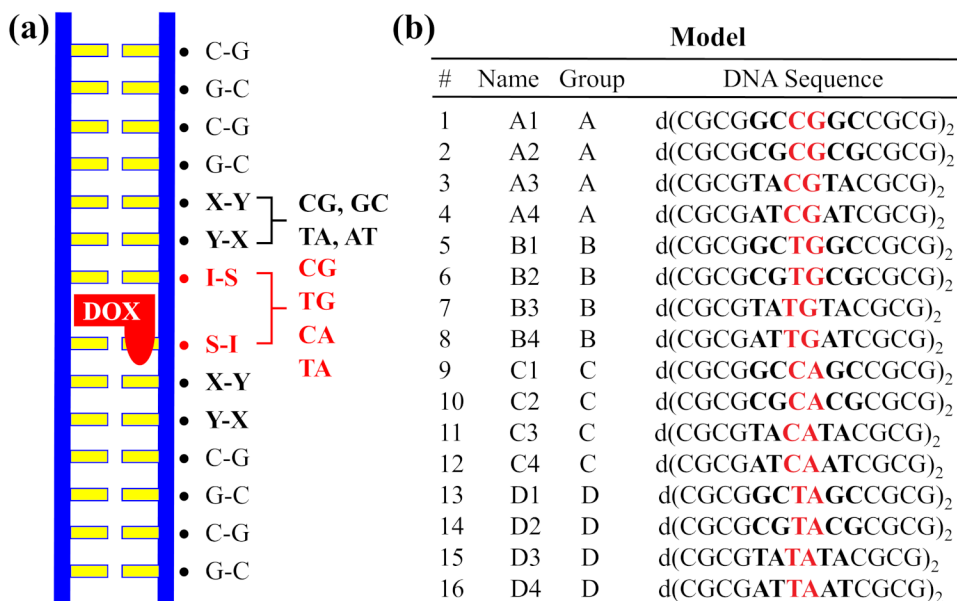 (a)
C-G
G-C
C-G
G-C
X-Y
Y-X
CG, GC
TA, AT
I-S
S-I
CG
TG
CA
TA
DOX
X-Y
Y-X
C-G
G-C
C-G
G-C
(b)
Model
# Name Group DNA Sequence
1 A1 A d(CGCGGCCGGCCGCG)2
2 A2 A d(CGCGCGCGCGCGCG)2
3 A3 A d(CGCGTACGTACGCG)2
4 A4 A d(CGCGATCGATCGCG)2
5 B1 B d(CGCGGCTGGCCGCG)2
6 B2 B d(CGCGCGTGCGCGCG)2
7 B3 B d(CGCGTATGTACGCG)2
8 B4 B d(CGCGATTGATCGCG)2
9 C1 C d(CGCGGCCAGCCGCG)2
10 C2 C d(CGCGCGCACGCGCG)2
11 C3 C d(CGCGTACATACGCG)2
12 C4 C d(CGCGATCAATCGCG)2
13 D1 D d(CGCGGCTAGCCGCG)2
14 D2 D d(CGCGCGTACGCGCG)2
15 D3 D d(CGCGTATATACGCG)2
16 D4 D d(CGCGATTAATCGCG)2